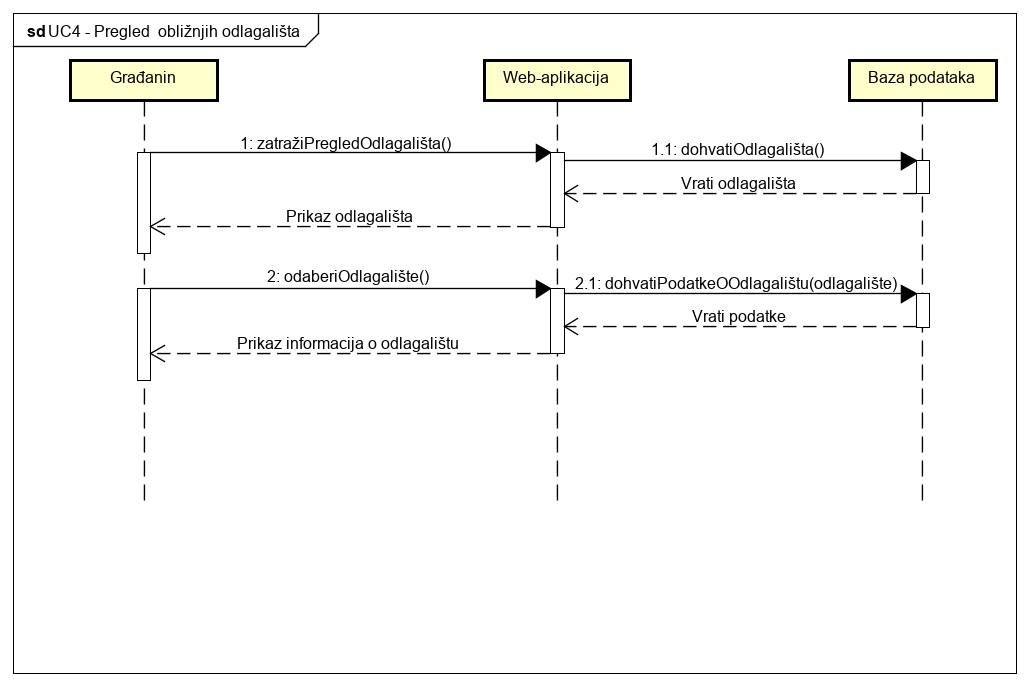 sd UC4 - Pregled  obližnjih odlagališta
Građanin
Web-aplikacija
Baza podataka
1: zatražiPregledOdlagališta()
1.1: dohvatiOdlagališta()
Vrati odlagališta
Prikaz odlagališta
2: odaberiOdlagalište()
2.1: dohvatiPodatkeOOdlagalištu(odlagalište)
Vrati podatke
Prikaz informacija o odlagalištu